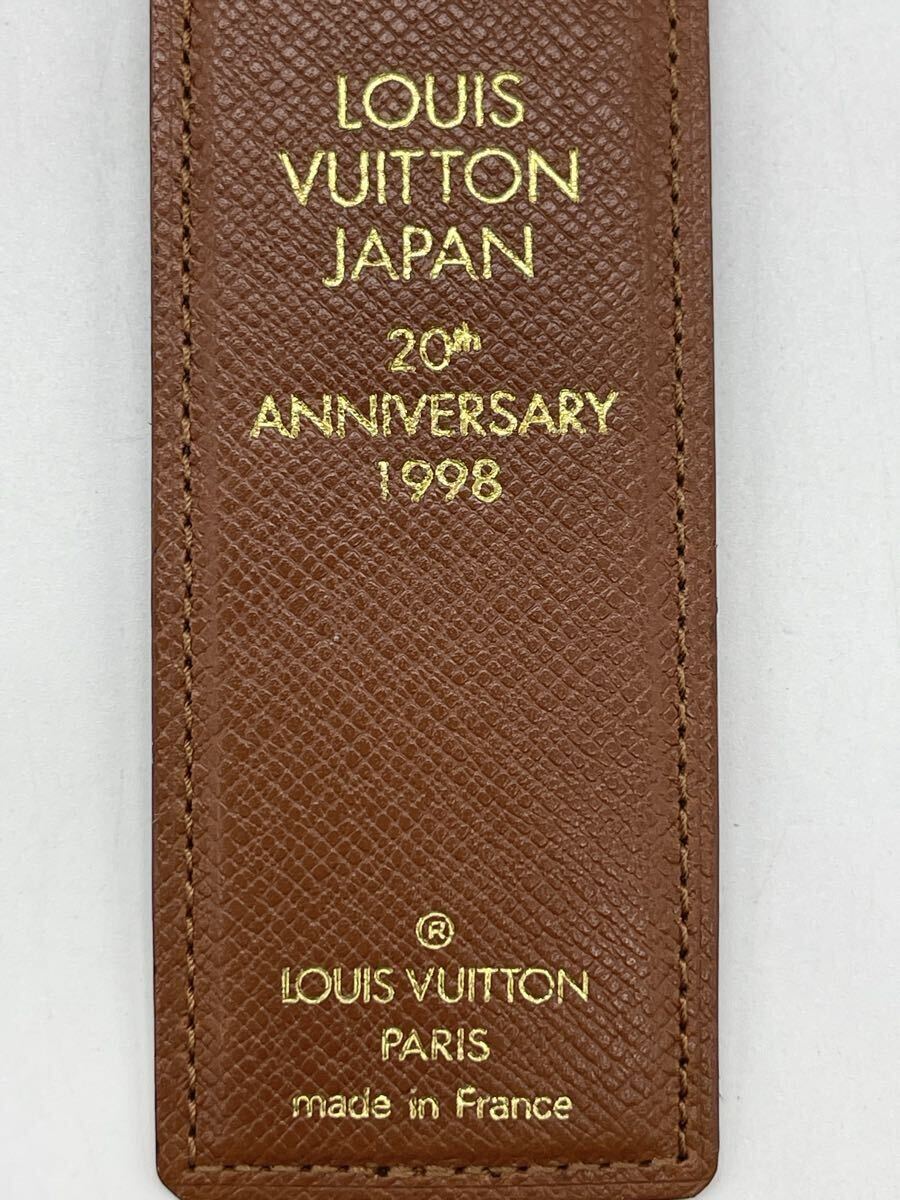 LOUIS
VUITTON
JAPAN
20th
ANNIVERSARY
1998
®
LOUIS VUITTON
PARIS
made in France